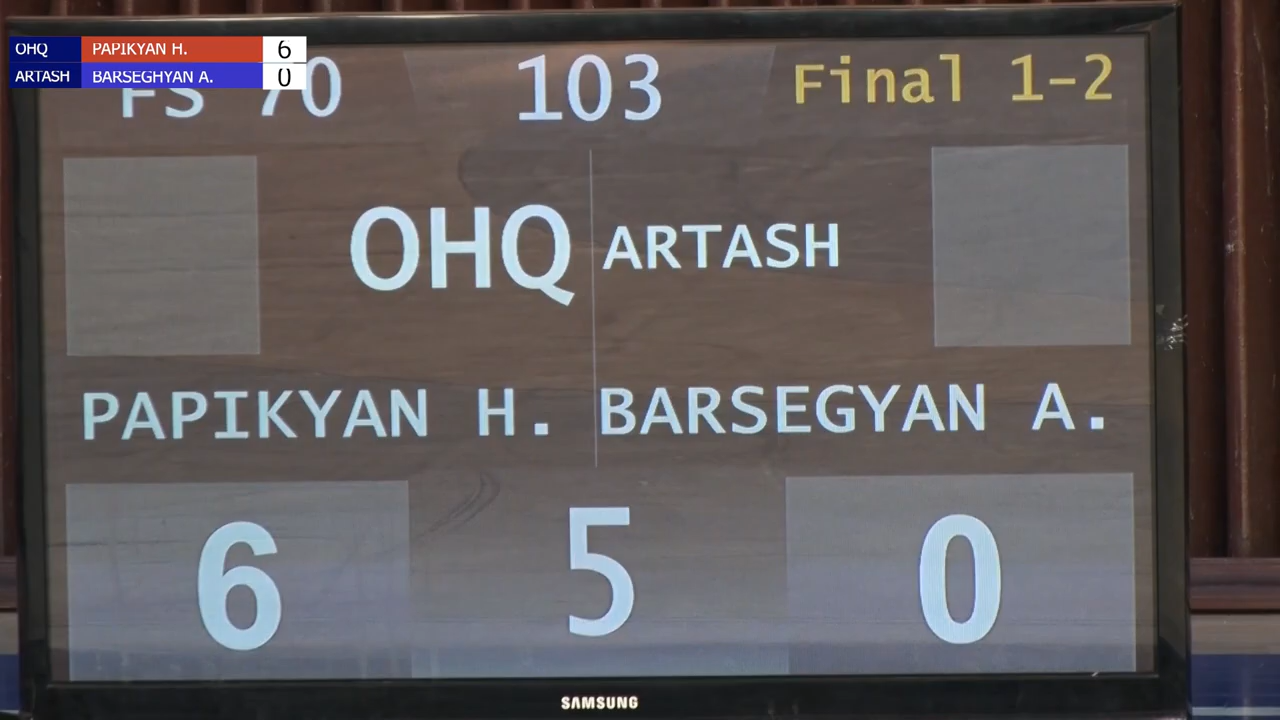 OHQ PAPIKYAN H. 6
ARTASH BARSEGHYAN A. 0
FS 70 103 Final 1-2
OHQ ARTASH
PAPIKYAN H. BARSEGYAN A.
6 5 0
SAMSUNG